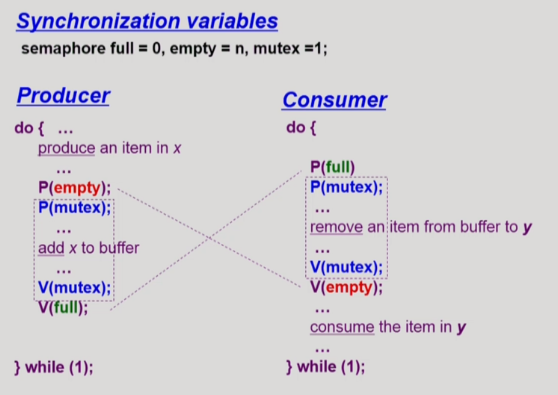 Synchronization variables
semaphore full = 0, empty = n, mutex =1;
Producer
do { ...
produce an item in x
...
P(empty);
P(mutex);
...
add x to buffer
...
V(mutex);
V(full);
} while (1);
Consumer
do {
P(full)
P(mutex);
...
remove an item from buffer to y
...
V(mutex);
V(empty);
...
consume the item in y
...
} while (1);